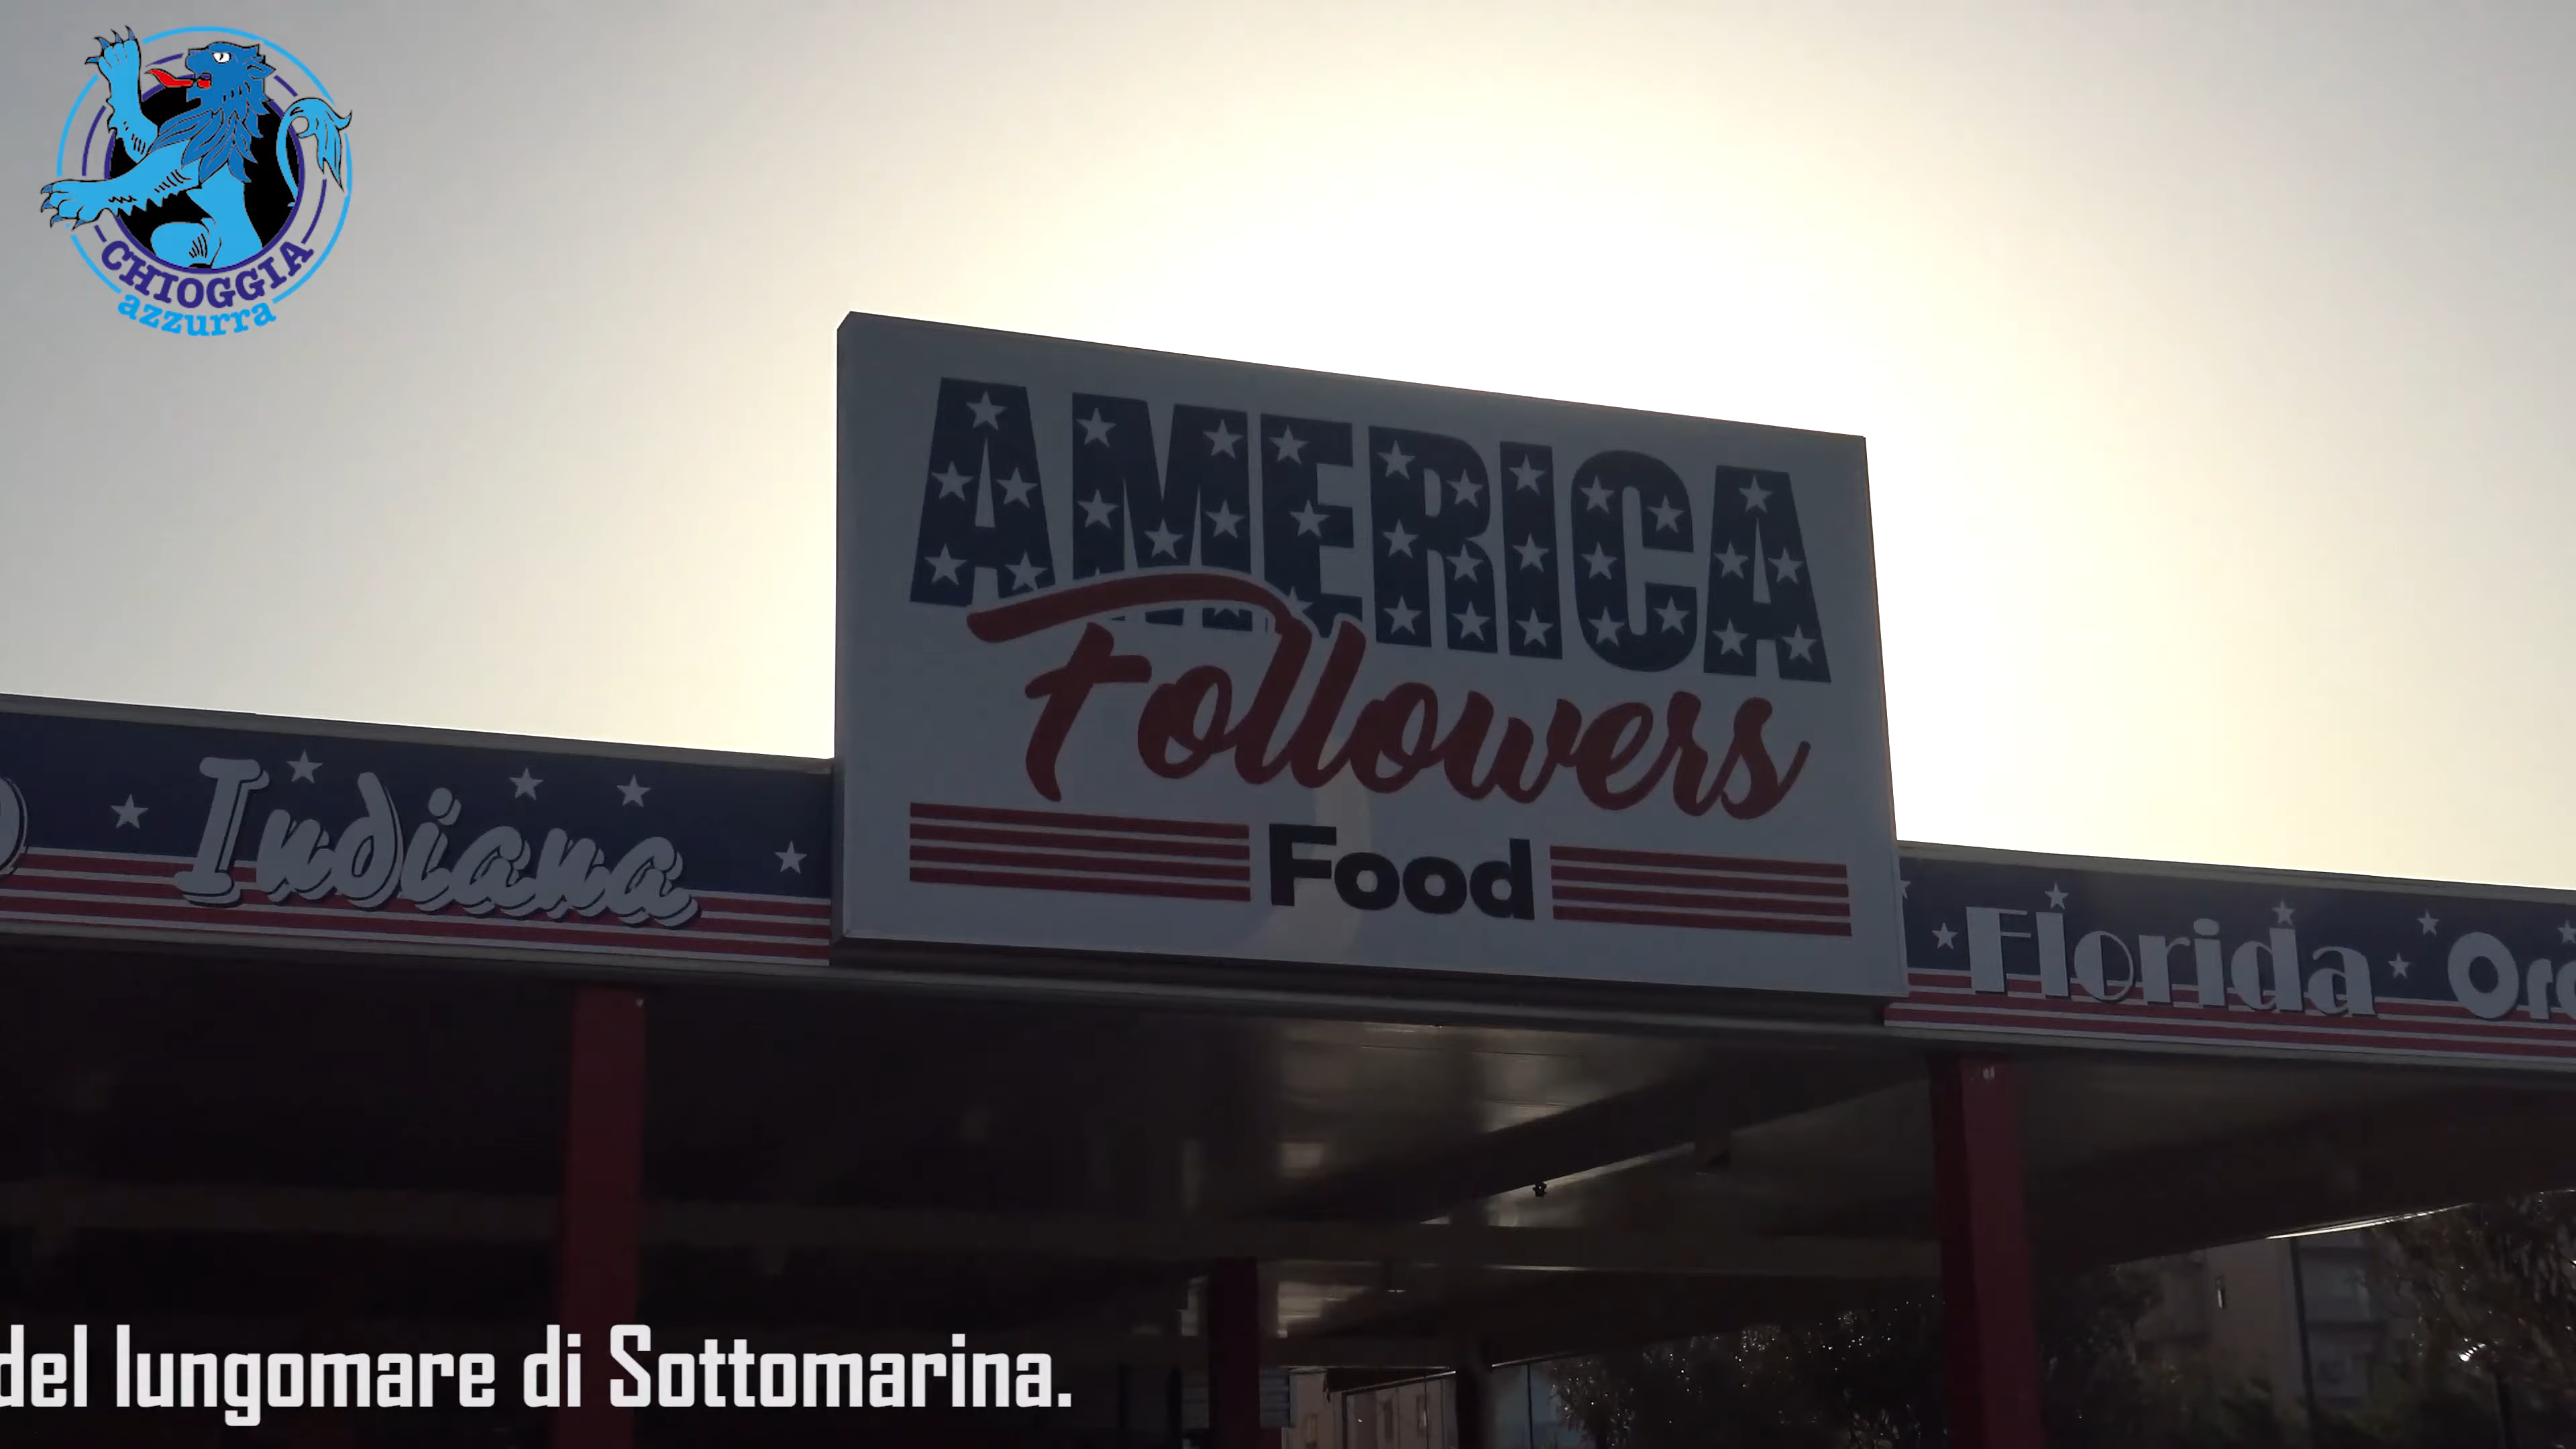 CHIOGGIA
azzurra
AMERICA
Followers
Food
Indiana
Florida
del lungomare di Sottomarina.